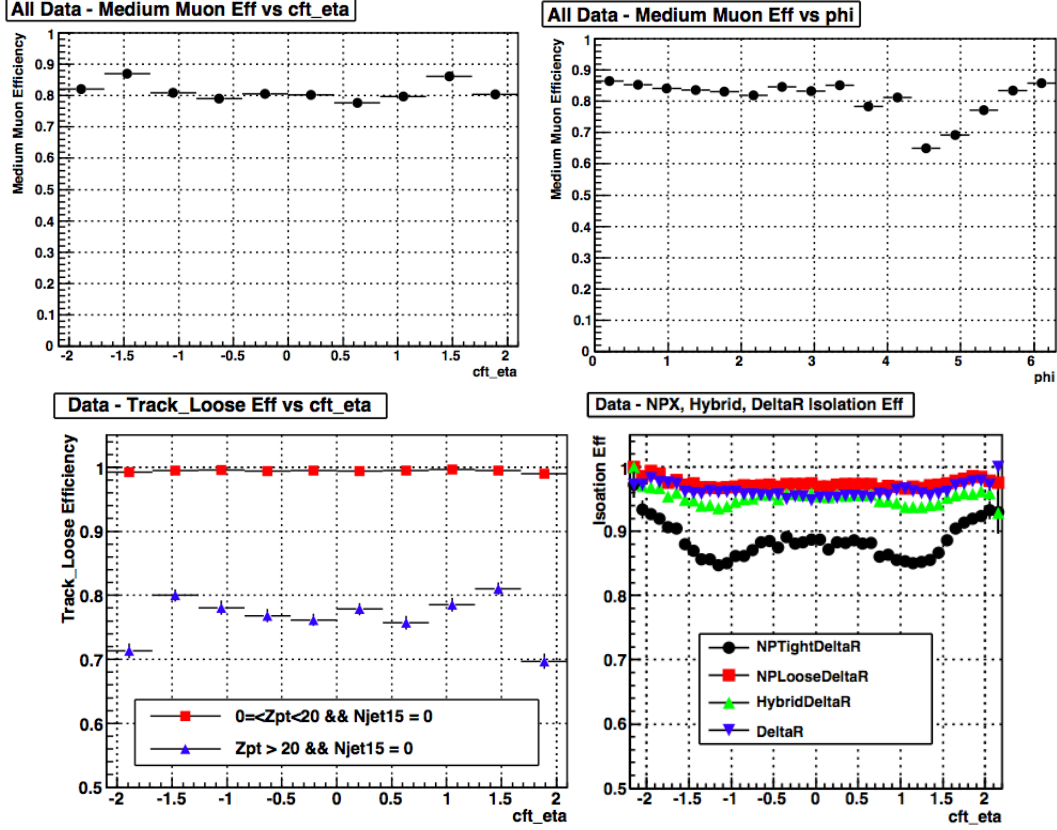 All Data - Medium Muon Eff vs cft_eta
Medium Muon Efficiency
1
0.9
0.8
0.7
0.6
0.5
0.4
0.3
0.2
0.1
0
-2 -1.5 -1 -0.5 0 0.5 1 1.5 2
cft_eta
All Data - Medium Muon Eff vs phi
Medium Muon Efficiency
1
0.9
0.8
0.7
0.6
0.5
0.4
0.3
0.2
0.1
0
0 1 2 3 4 5 6
phi
Data - Track_Loose Eff vs cft_eta
Track_Loose Efficiency
1
0.9
0.8
0.7
0.6
0.5
0=<Zpt<20 && Njet15 = 0
Zpt > 20 && Njet15 = 0
-2 -1.5 -1 -0.5 0 0.5 1 1.5 2
cft_eta
Data - NPX, Hybrid, DeltaR Isolation Eff
Isoation Eff
1
0.9
0.8
0.7
0.6
0.5
NPTightDeltaR
NPLooseDeltaR
HybridDeltaR
DeltaR
-2 -1.5 -1 -0.5 0 0.5 1 1.5 2
cft_eta